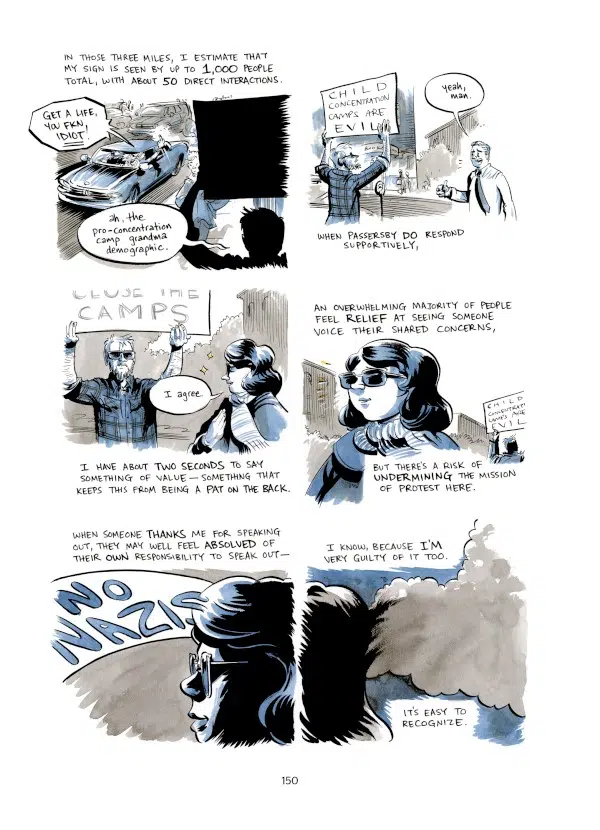 IN THOSE THREE MILES, I ESTIMATE THAT
MY SIGN IS SEEN BY UP TO 1,000 PEOPLE
TOTAL, WITH ABOUT 50 DIRECT INTERACTIONS.
GET A LIFE,
YOU FKN
IDIOT!
ah, the
pro-concentration
camp grandma
demographic.
CHILD
CONCENTRATION
CAMPS ARE
EVIL
yeah,
man.
WHEN PASSERSBY DO RESPOND
SUPPORTIVELY,
CLOSE THE
CAMPS
I agree.
I HAVE ABOUT TWO SECONDS TO SAY
SOMETHING OF VALUE — SOMETHING THAT
KEEPS THIS FROM BEING A PAT ON THE BACK.
AN OVERWHELMING MAJORITY OF PEOPLE
FEEL RELIEF AT SEEING SOMEONE
VOICE THEIR SHARED CONCERNS,
CHILD
CONCENTRAT
CAMPS ARE
EVIL
BUT THERE'S A RISK OF
UNDERMINING THE MISSION
OF PROTEST HERE.
WHEN SOMEONE THANKS ME FOR SPEAKING
OUT, THEY MAY WELL FEEL ABSOLVED OF
THEIR OWN RESPONSIBILITY TO SPEAK OUT—
NO
NAZIS
I KNOW, BECAUSE I'M
VERY GUILTY OF IT TOO.
IT'S EASY TO
RECOGNIZE.
150